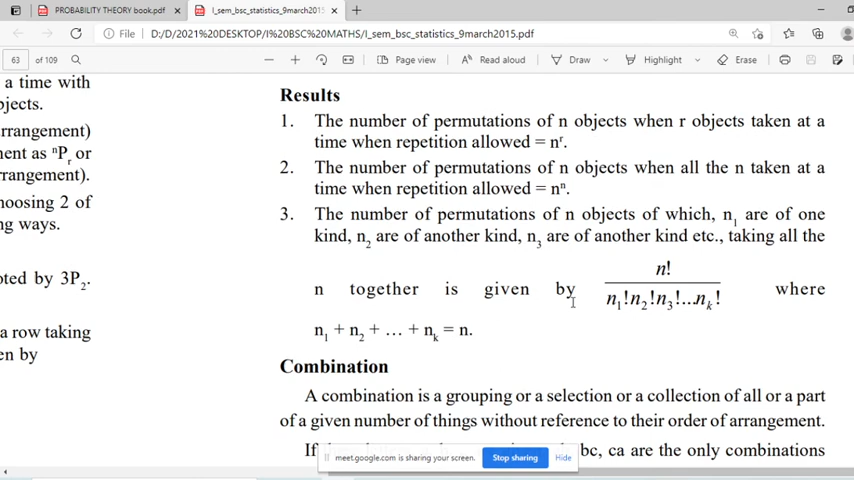 PROBABILITY THEORY book.pdf
I_sem_bsc_statistics_9march2015.pdf
File | D:/D/2021%20DESKTOP/I%20BSC%20MATHS/I_sem_bsc_statistics_9march2015.pdf
63 of 109
Page view
Read aloud
Draw
Highlight
Erase
a time with
bjects.
arrangement)
ment as ⁿPᵣ or
rrangement).
hoosing 2 of
ng ways.
oted by 3P₂.
a row taking
en by
Results
1. The number of permutations of n objects when r objects taken at a
time when repetition allowed = nʳ.
2. The number of permutations of n objects when all the n taken at a
time when repetition allowed = nⁿ.
3. The number of permutations of n objects of which, n₁ are of one
kind, n₂ are of another kind, n₃ are of another kind etc., taking all the
n together is given by n! / n₁!n₂!n₃!...nₖ! where
n₁ + n₂ + … + nₖ = n.
Combination
A combination is a grouping or a selection or a collection of all or a part
of a given number of things without reference to their order of arrangement.
bc, ca are the only combinations
meet.google.com is sharing your screen.
Stop sharing
Hide